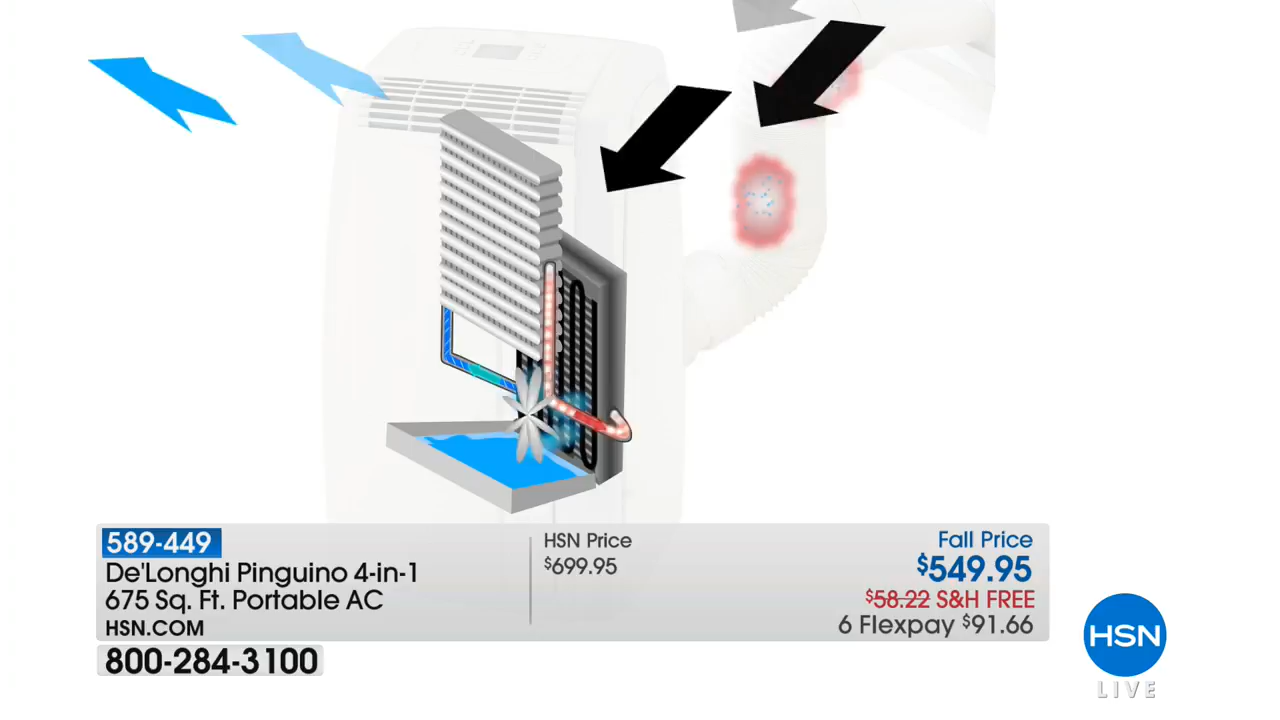 589-449
De'Longhi Pinguino 4-in-1
675 Sq. Ft. Portable AC
HSN.COM
800-284-3100
HSN Price
$699.95
Fall Price
$549.95
$58.22 S&H FREE
6 Flexpay $91.66
HSN
LIVE